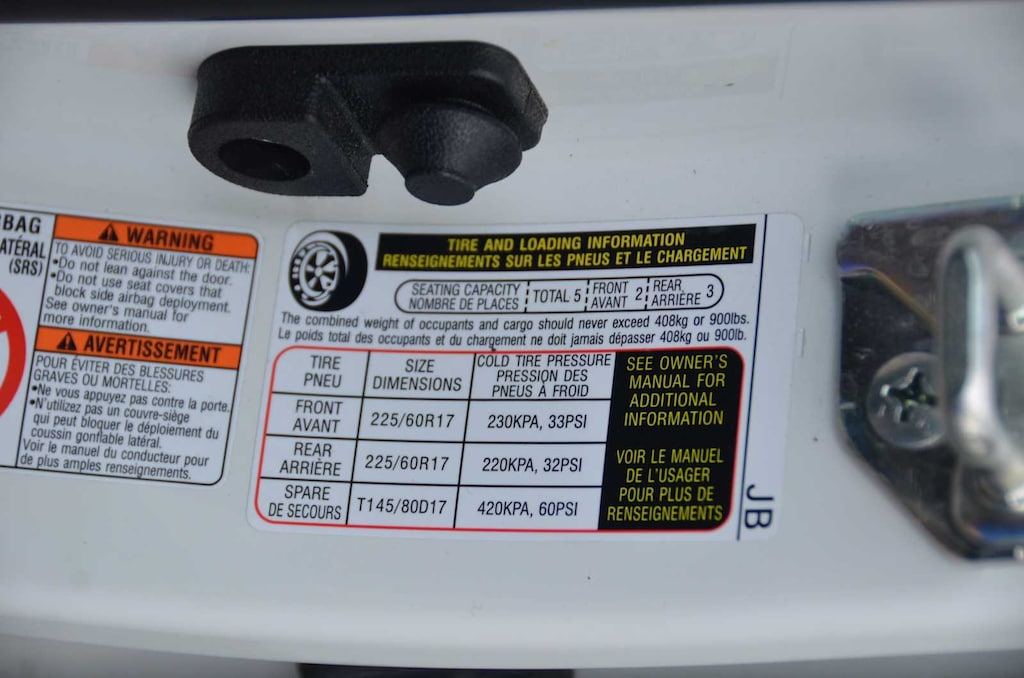 BAG
ATÉRAL
(SRS)
WARNING
TO AVOID SERIOUS INJURY OR DEATH:
•Do not lean against the door.
•Do not use seat covers that
block side airbag deployment.
See owner's manual for
more information.
AVERTISSEMENT
POUR ÉVITER DES BLESSURES
GRAVES OU MORTELLES:
•Ne vous appuyez pas contre la porte.
•N'utilisez pas un couvre-siège
qui peut bloquer le déploiement du
coussin gonflable latéral.
Voir le manuel du conducteur pour
de plus amples renseignements.
TIRE AND LOADING INFORMATION
RENSEIGNEMENTS SUR LES PNEUS ET LE CHARGEMENT
SEATING CAPACITY
NOMBRE DE PLACES
TOTAL 5
FRONT
AVANT 2
REAR
ARRIÈRE 3
The combined weight of occupants and cargo should never exceed 408kg or 900lbs.
Le poids total des occupants et du chargement ne doit jamais dépasser 408kg ou 900lb.
TIRE
PNEU
SIZE
DIMENSIONS
COLD TIRE PRESSURE
PRESSION DES
PNEUS À FROID
FRONT
AVANT
225/60R17
230KPA, 33PSI
REAR
ARRIÈRE
225/60R17
220KPA, 32PSI
SPARE
DE SECOURS
T145/80D17
420KPA, 60PSI
SEE OWNER'S
MANUAL FOR
ADDITIONAL
INFORMATION
VOIR LE MANUEL
DE L'USAGER
POUR PLUS DE
RENSEIGNEMENTS
JB